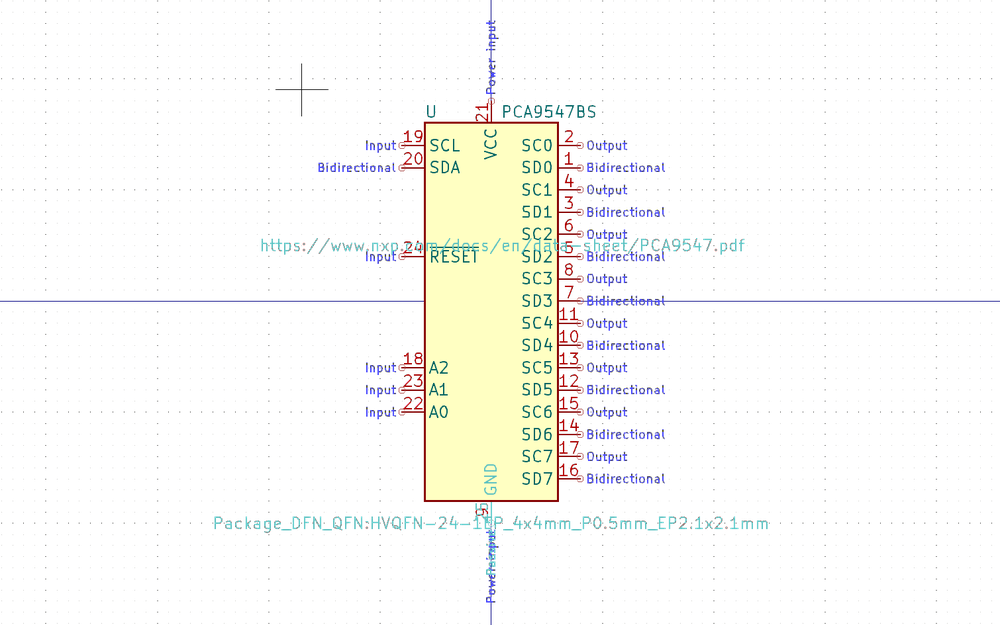 Power input
21
U
PCA9547BS
VCC
Input 19 SCL
SC0 2 Output
Bidirectional 20 SDA
SD0 1 Bidirectional
SC1 4 Output
SD1 3 Bidirectional
SC2 6 Output
https://www.nxp.com/docs/en/data-sheet/PCA9547.pdf
Input 24 RESET
SD2 5 Bidirectional
SC3 8 Output
SD3 7 Bidirectional
SC4 11 Output
SD4 10 Bidirectional
Input 18 A2
SC5 13 Output
Input 23 A1
SD5 12 Bidirectional
Input 22 A0
SC6 15 Output
SD6 14 Bidirectional
SC7 17 Output
SD7 16 Bidirectional
GND
9
Package_DFN_QFN:HVQFN-24-1EP_4x4mm_P0.5mm_EP2.1x2.1mm
Power input